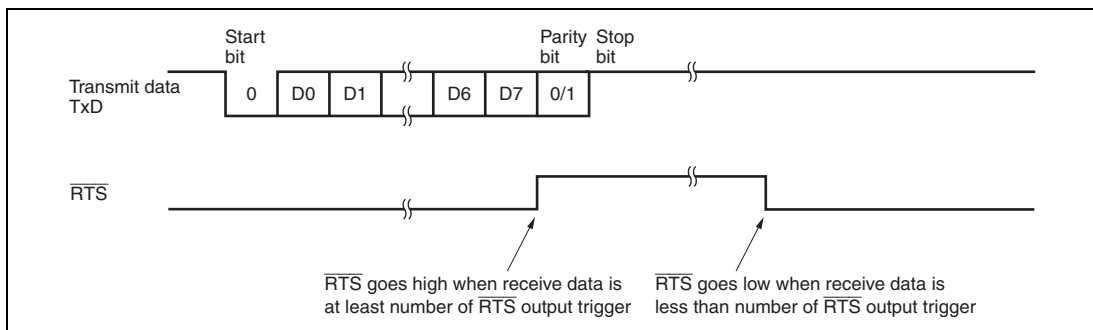 Start
bit
Parity
bit
Stop
bit
Transmit data
TxD
0
D0
D1
D6
D7
0/1
RTS
RTS goes high when receive data is
at least number of RTS output trigger
RTS goes low when receive data is
less than number of RTS output trigger